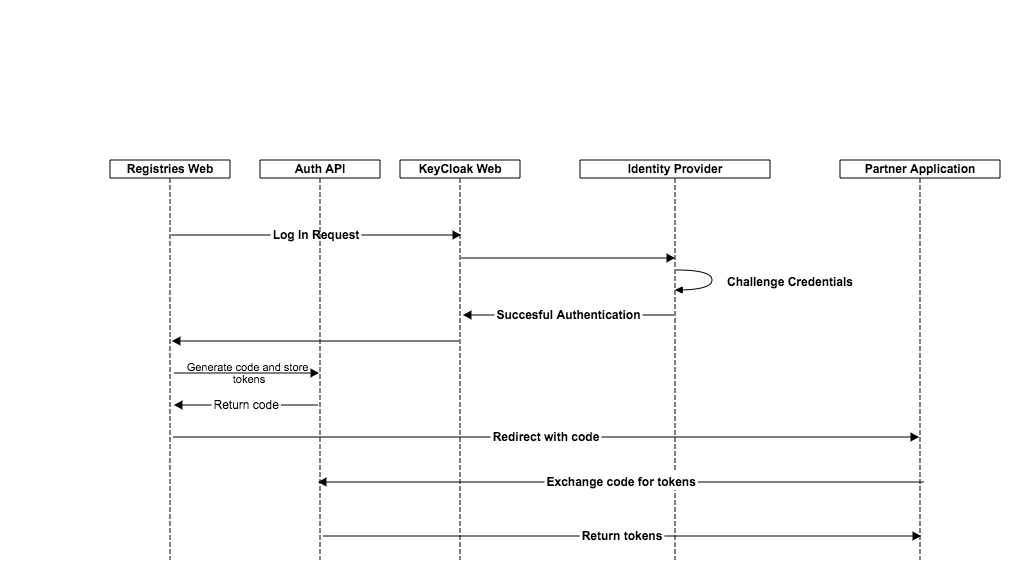 Registries Web
Auth API
KeyCloak Web
Identity Provider
Partner Application
Log In Request
Challenge Credentials
Succesful Authentication
Generate code and store
tokens
Return code
Redirect with code
Exchange code for tokens
Return tokens